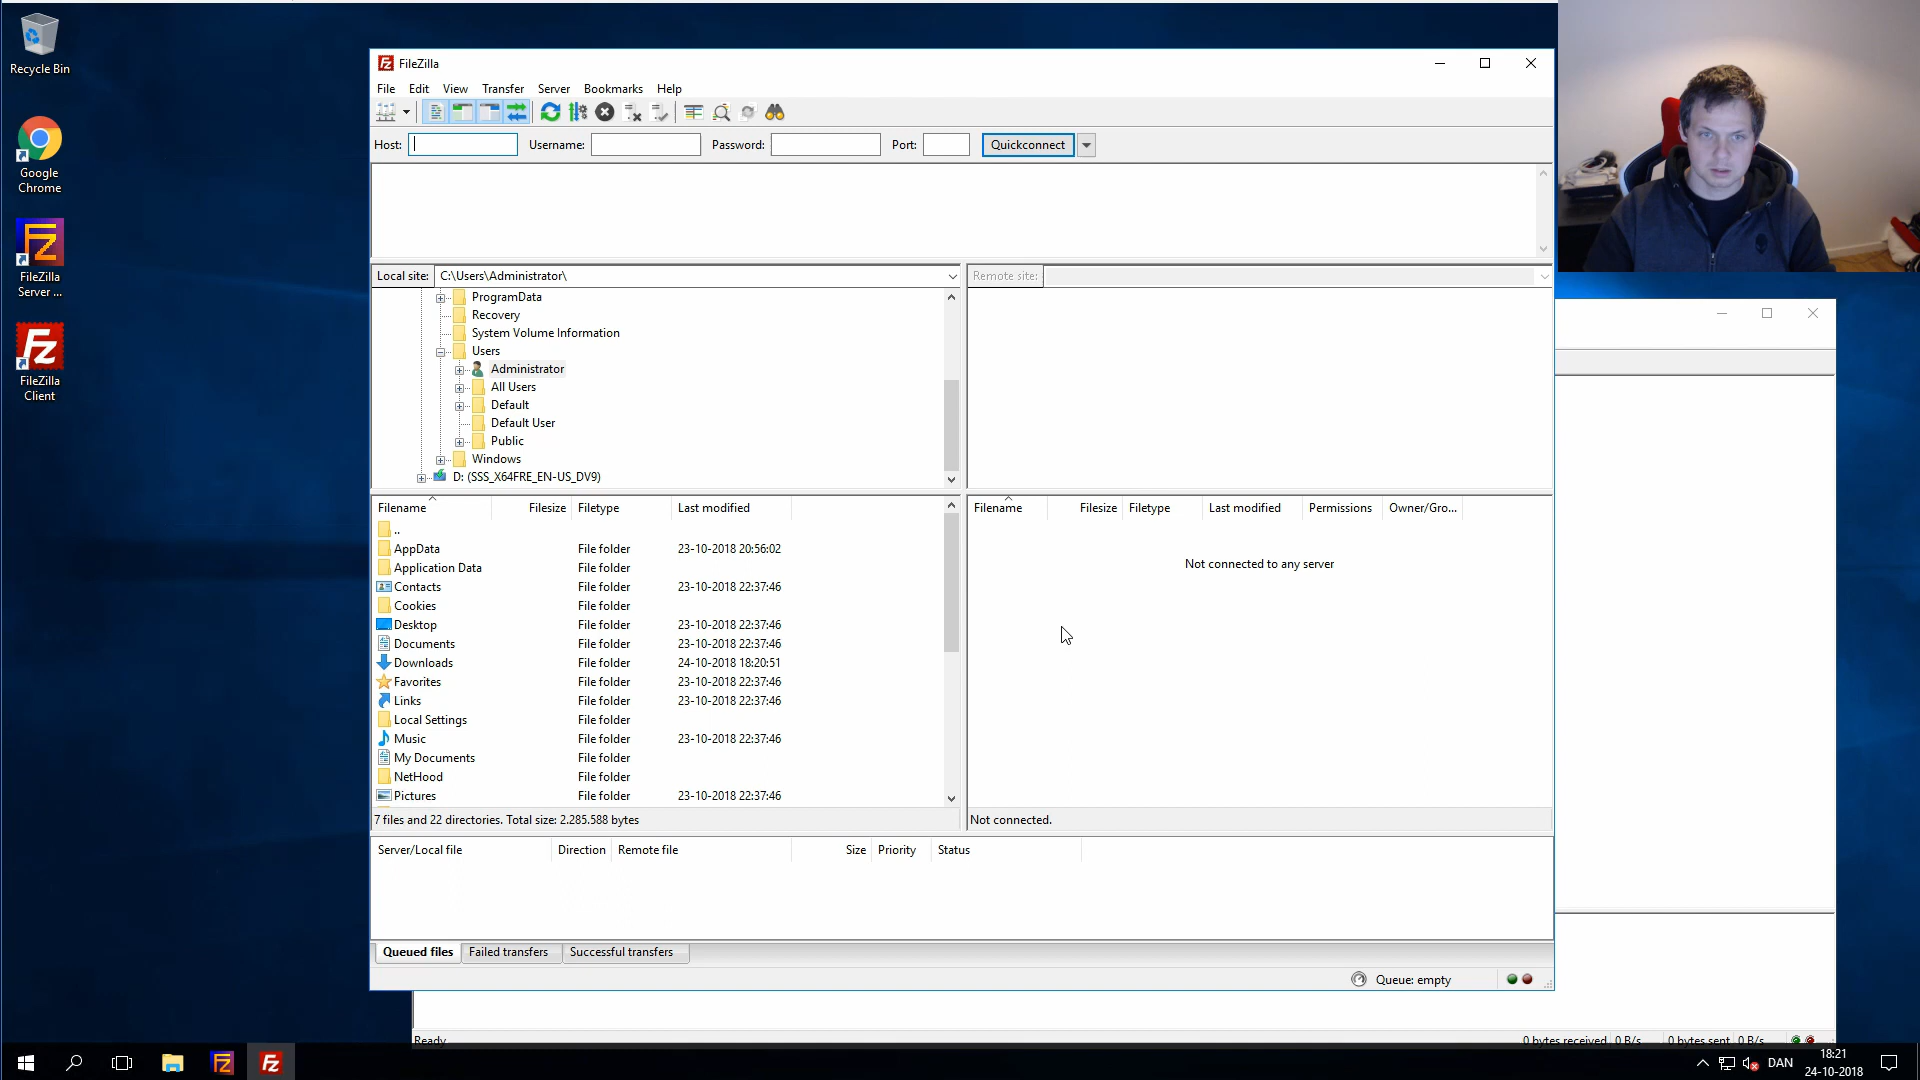 Recycle Bin
Google
Chrome
FileZilla
Server ...
FileZilla
Client
FileZilla
File Edit View Transfer Server Bookmarks Help
Host: Username: Password: Port: Quickconnect
Local site: C:\Users\Administrator\
Remote site:
ProgramData
Recovery
System Volume Information
Users
Administrator
All Users
Default
Default User
Public
Windows
D: (SSS_X64FRE_EN-US_DV9)
Filename Filesize Filetype Last modified
..
AppData File folder 23-10-2018 20:56:02
Application Data File folder
Contacts File folder 23-10-2018 22:37:46
Cookies File folder
Desktop File folder 23-10-2018 22:37:46
Documents File folder 23-10-2018 22:37:46
Downloads File folder 24-10-2018 18:20:51
Favorites File folder 23-10-2018 22:37:46
Links File folder 23-10-2018 22:37:46
Local Settings File folder
Music File folder 23-10-2018 22:37:46
My Documents File folder
NetHood File folder
Pictures File folder 23-10-2018 22:37:46
7 files and 22 directories. Total size: 2.285.588 bytes
Filename Filesize Filetype Last modified Permissions Owner/Gro...
Not connected to any server
Not connected.
Server/Local file Direction Remote file Size Priority Status
Queued files Failed transfers Successful transfers
Queue: empty
Ready
0 bytes received 0 B/s 0 bytes sent 0 B/s
DAN
18:21
24-10-2018